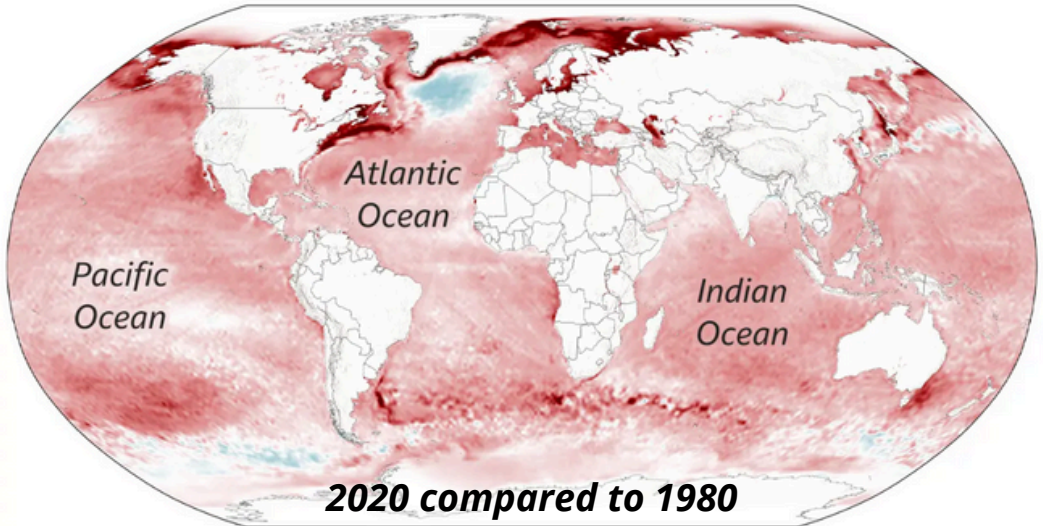 Atlantic
Ocean
Pacific
Ocean
Indian
Ocean
2020 compared to 1980